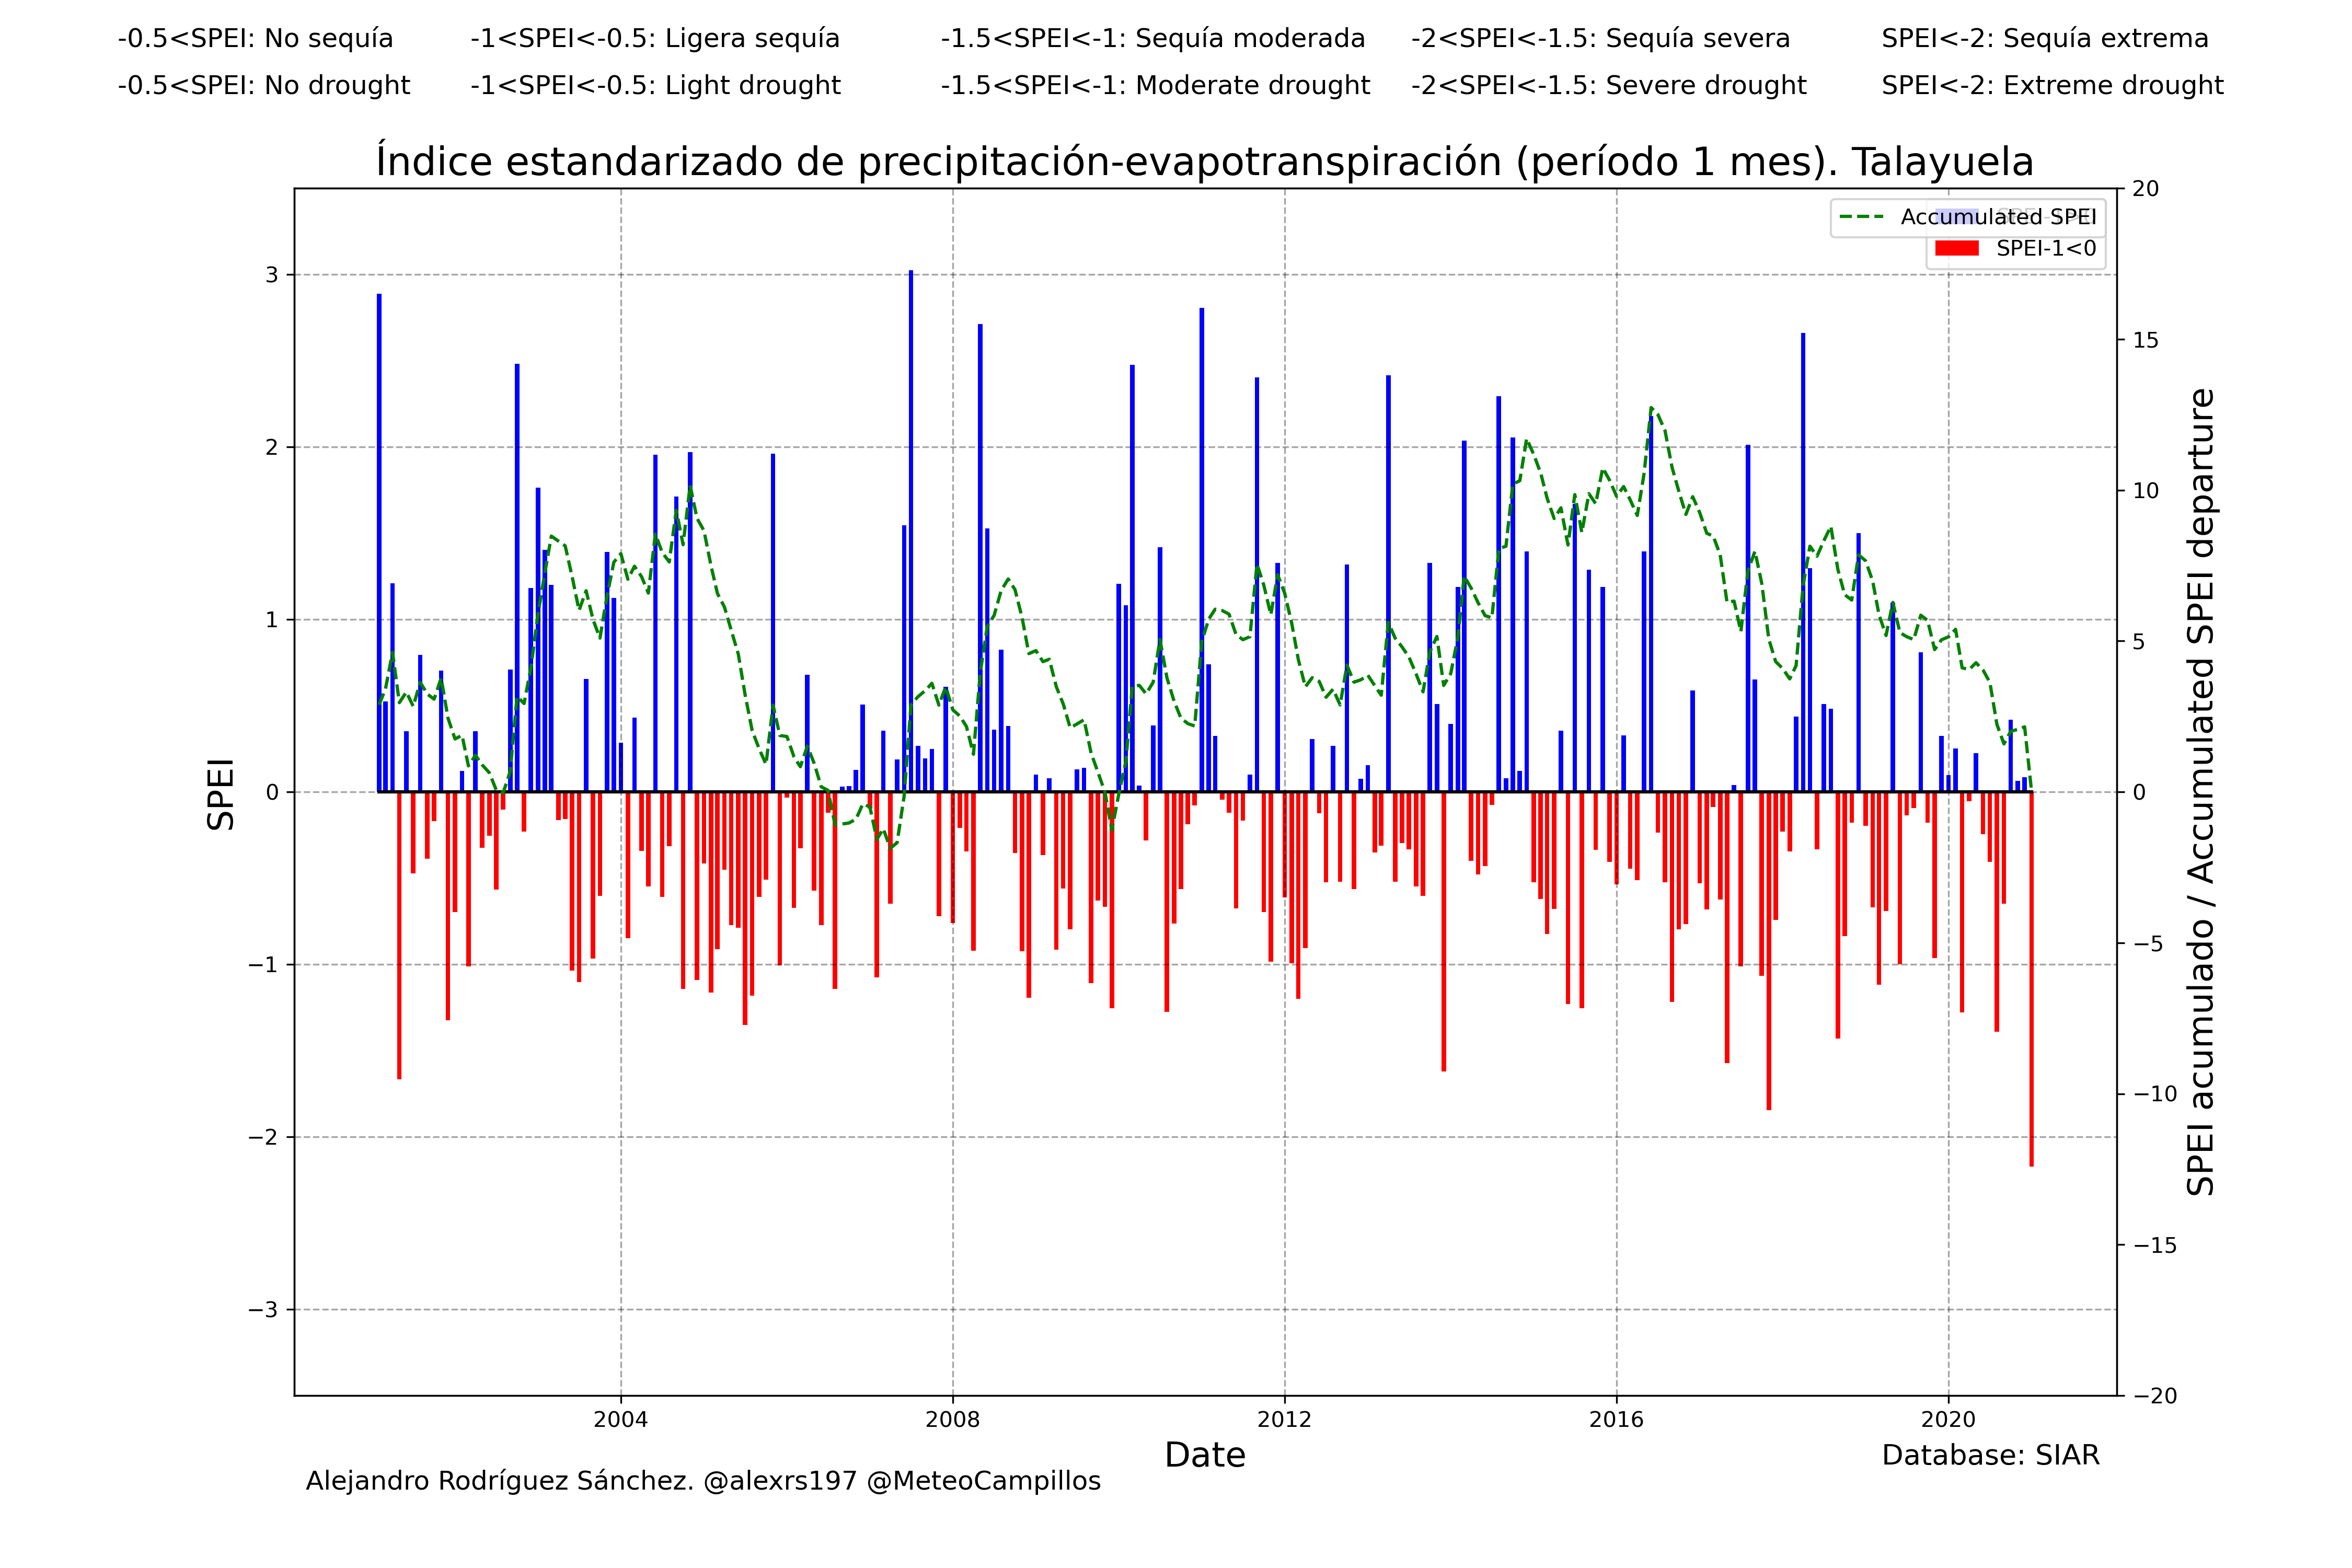 -0.5<SPEI: No sequía -1<SPEI<-0.5: Ligera sequía -1.5<SPEI<-1: Sequía moderada -2<SPEI<-1.5: Sequía severa SPEI<-2: Sequía extrema
-0.5<SPEI: No drought -1<SPEI<-0.5: Light drought -1.5<SPEI<-1: Moderate drought -2<SPEI<-1.5: Severe drought SPEI<-2: Extreme drought
Índice estandarizado de precipitación-evapotranspiración (período 1 mes). Talayuela
Accumulated SPEI
SPEI-1<0
SPEI
3
2
1
0
−1
−2
−3
20
15
10
5
0
−5
−10
−15
−20
SPEI acumulado / Accumulated SPEI departure
2004 2008 2012 2016 2020
Date
Database: SIAR
Alejandro Rodríguez Sánchez. @alexrs197 @MeteoCampillos